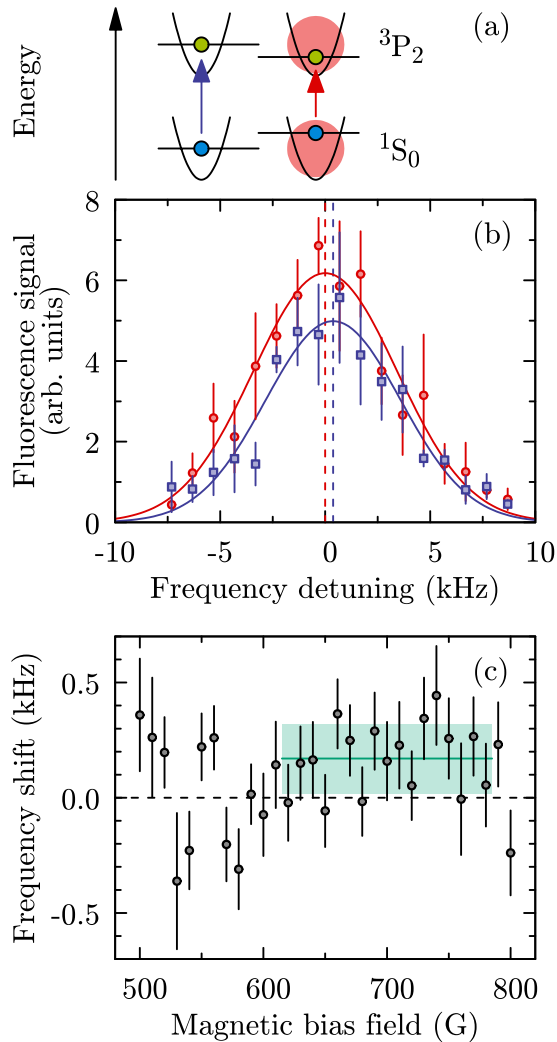 (a)
Energy
³P₂
¹S₀
(b)
Fluorescence signal
(arb. units)
8
6
4
2
0
-10 -5 0 5 10
Frequency detuning (kHz)
(c)
Frequency shift (kHz)
0.5
0.0
-0.5
500 600 700 800
Magnetic bias field (G)